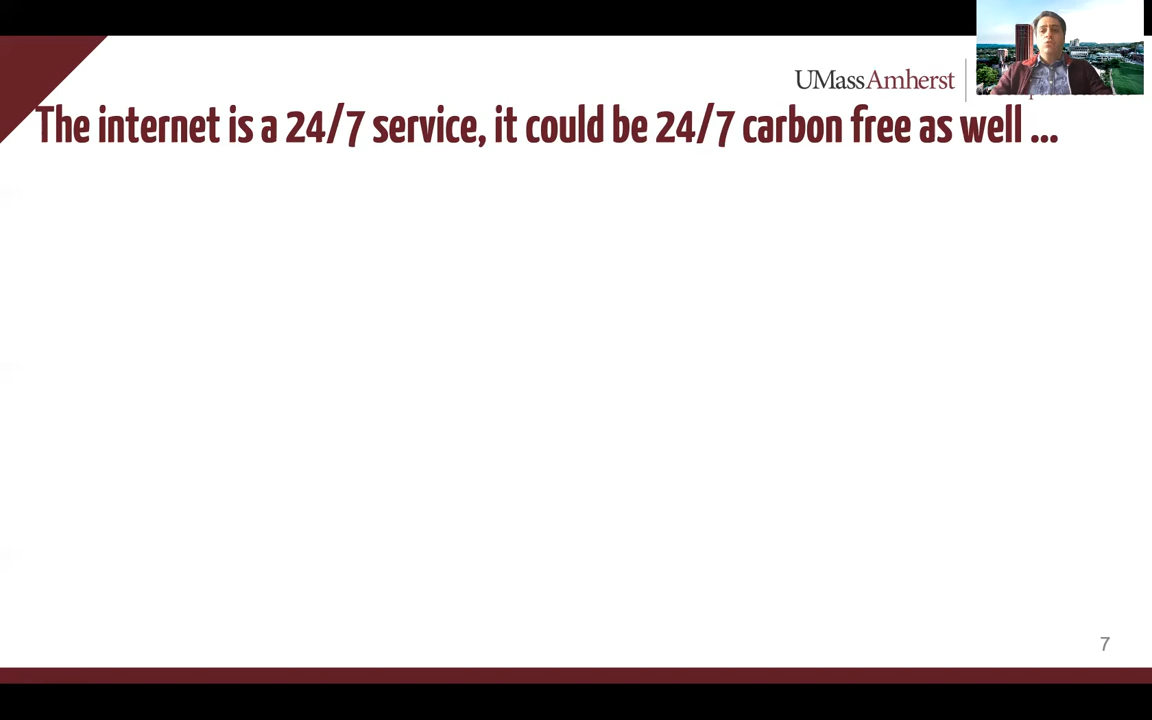 UMassAmherst
The internet is a 24/7 service, it could be 24/7 carbon free as well ...
7